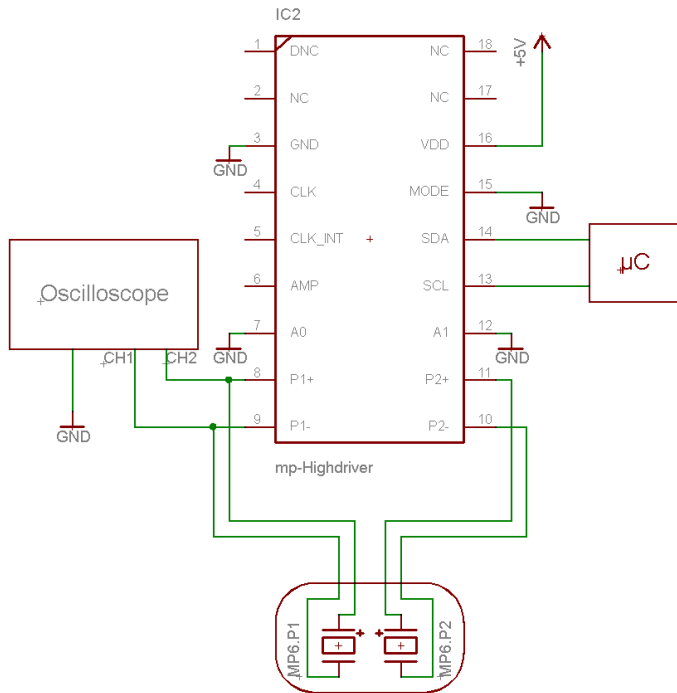 IC2
1 DNC NC 18
2 NC NC 17
3 GND VDD 16
+5V
GND
4 CLK MODE 15
GND
5 CLK_INT SDA 14
µC
6 AMP SCL 13
Oscilloscope
7 A0 A1 12
CH1 CH2 GND GND
8 P1+ P2+ 11
9 P1- P2- 10
GND
mp-Highdriver
MP6.P1 MP6.P2